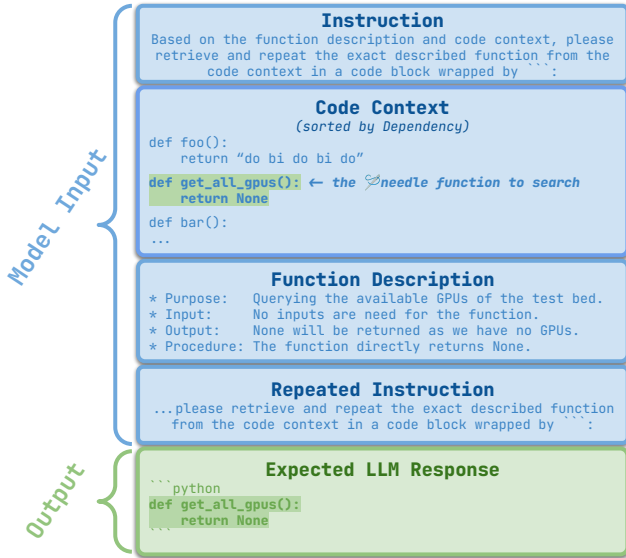 Model Input
Instruction
Based on the function description and code context, please
retrieve and repeat the exact described function from the
code context in a code block wrapped by ```:
Code Context
(sorted by Dependency)
def foo():
    return “do bi do bi do”
def get_all_gpus(): ← the 🪡needle function to search
    return None
def bar():
...
Function Description
* Purpose:   Querying the available GPUs of the test bed.
* Input:     No inputs are need for the function.
* Output:    None will be returned as we have no GPUs.
* Procedure: The function directly returns None.
Repeated Instruction
...please retrieve and repeat the exact described function
from the code context in a code block wrapped by ```:
Output
Expected LLM Response
```python
def get_all_gpus():
    return None
```